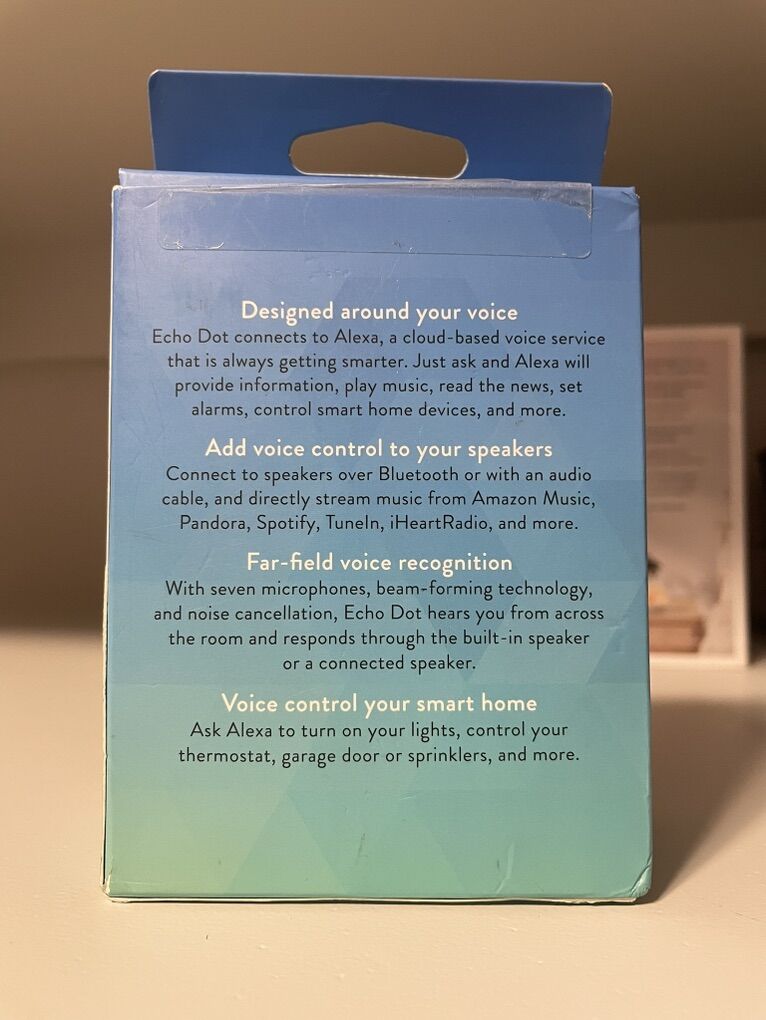 Designed around your voice
Echo Dot connects to Alexa, a cloud-based voice service
that is always getting smarter. Just ask and Alexa will
provide information, play music, read the news, set
alarms, control smart home devices, and more.
Add voice control to your speakers
Connect to speakers over Bluetooth or with an audio
cable, and directly stream music from Amazon Music,
Pandora, Spotify, TuneIn, iHeartRadio, and more.
Far-field voice recognition
With seven microphones, beam-forming technology,
and noise cancellation, Echo Dot hears you from across
the room and responds through the built-in speaker
or a connected speaker.
Voice control your smart home
Ask Alexa to turn on your lights, control your
thermostat, garage door or sprinklers, and more.